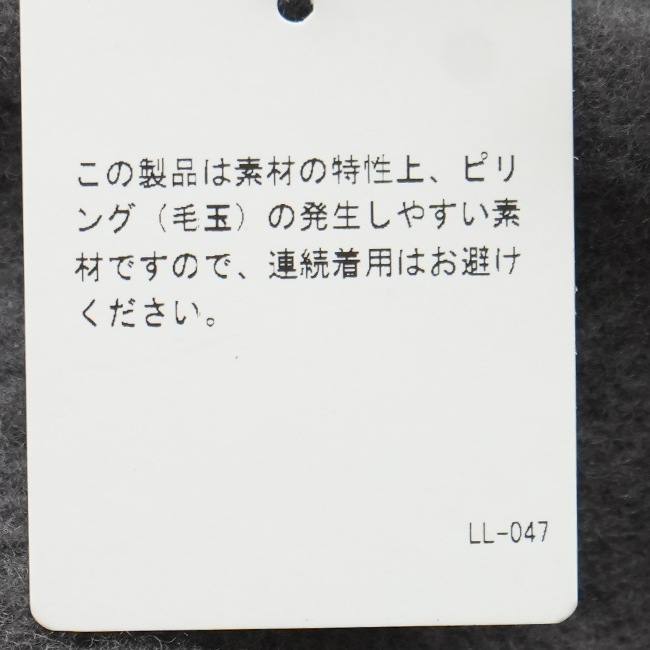 この製品は素材の特性上、ピリ
ング（毛玉）の発生しやすい素
材ですので、連続着用はお避け
ください。
LL-047